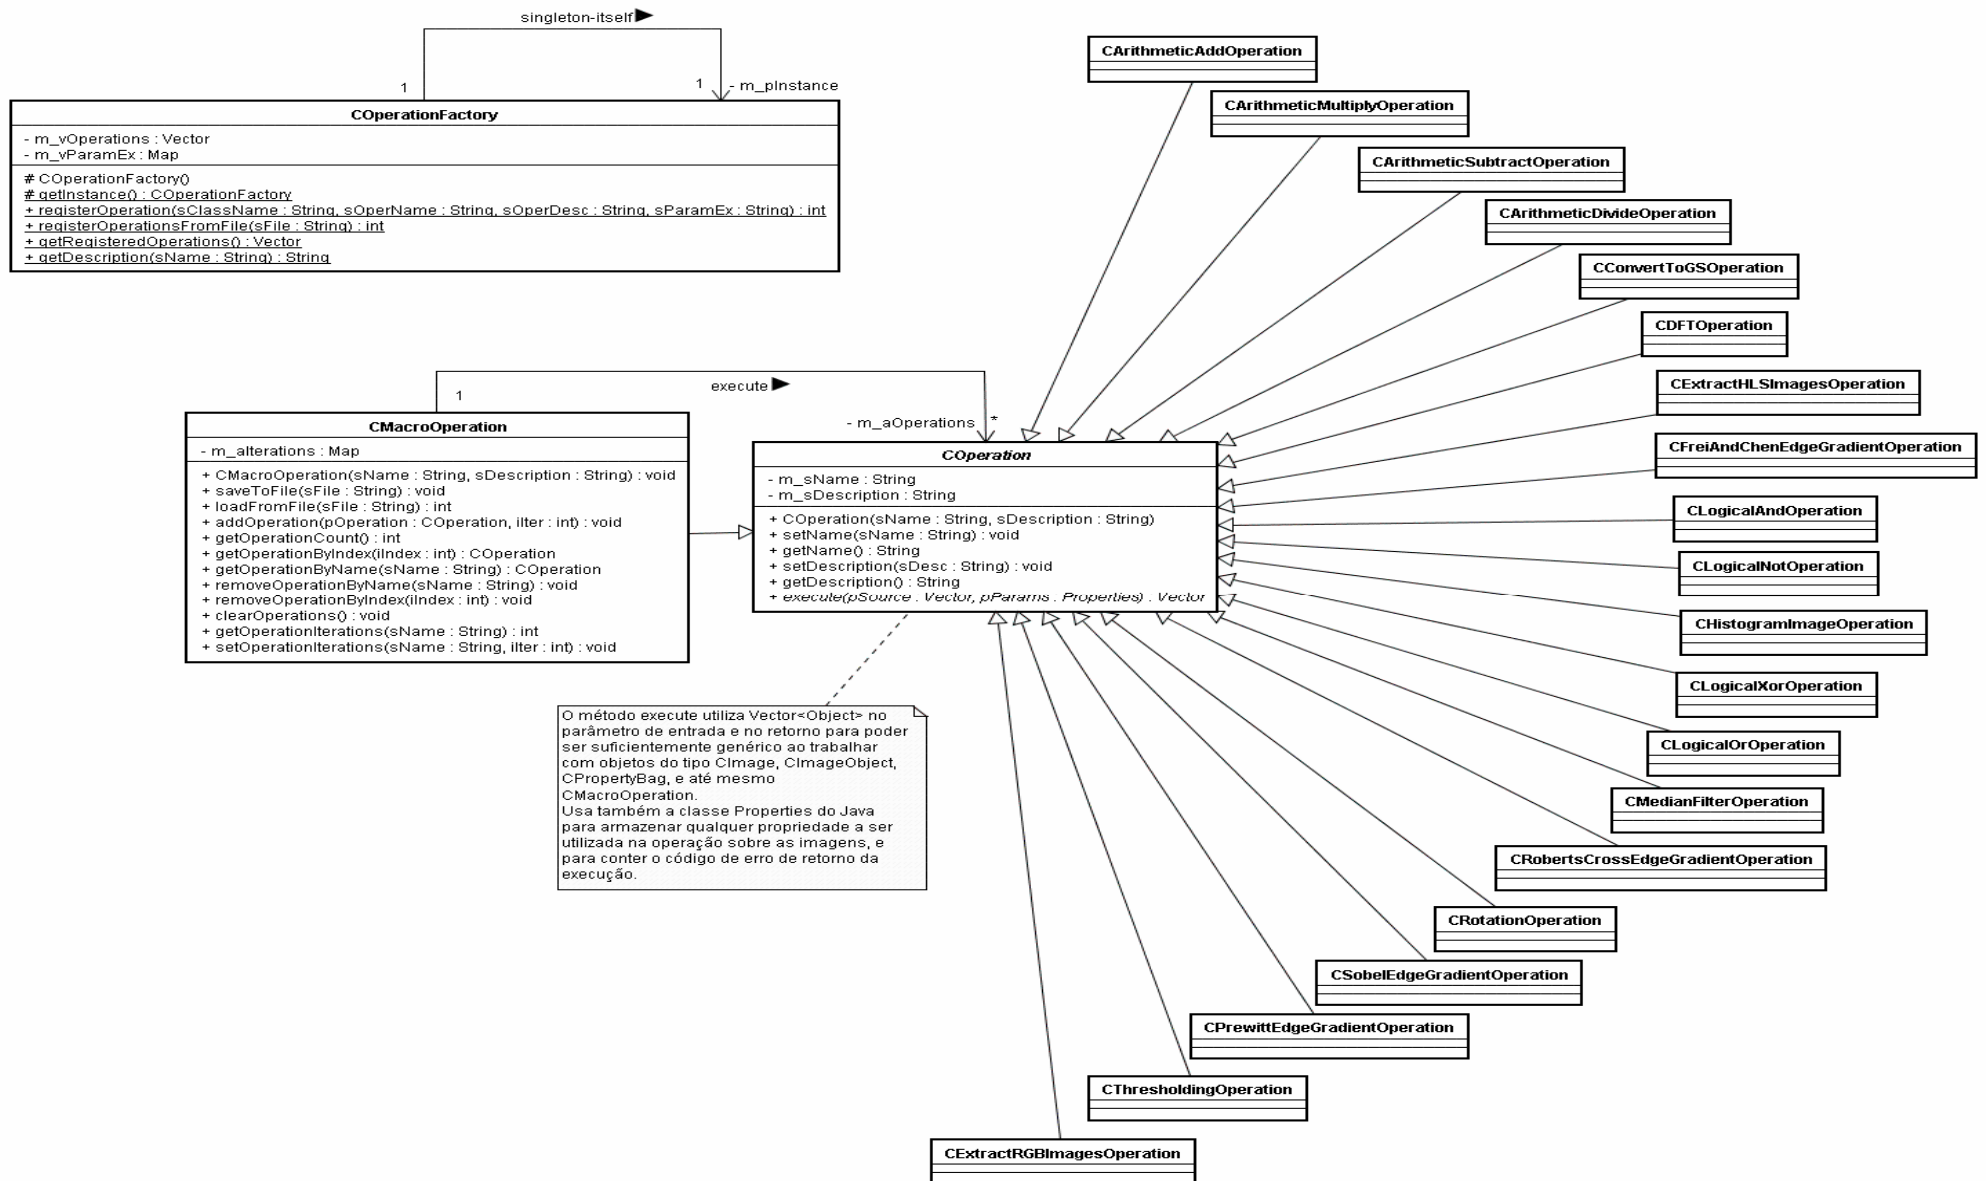 singleton-itself
1
1
- m_pInstance
COperationFactory
- m_vOperations : Vector
- m_vParamEx : Map
# COperationFactory()
# getInstance() : COperationFactory
+ registerOperation(sClassName : String, sOperName : String, sOperDesc : String, sParamEx : String) : int
+ registerOperationsFromFile(sFile : String) : int
+ getRegisteredOperations() : Vector
+ getDescription(sName : String) : String
CArithmeticAddOperation
CArithmeticMultiplyOperation
CArithmeticSubtractOperation
CArithmeticDivideOperation
CConvertToGSOperation
CDFTOperation
CExtractHLSImagesOperation
CFreiAndChenEdgeGradientOperation
CLogicalAndOperation
CLogicalNotOperation
CHistogramImageOperation
CLogicalXorOperation
CLogicalOrOperation
CMedianFilterOperation
CRobertsCrossEdgeGradientOperation
CRotationOperation
CSobelEdgeGradientOperation
CPrewittEdgeGradientOperation
CThresholdingOperation
CExtractRGBImagesOperation
execute
1
- m_aOperations
*
CMacroOperation
- m_aIterations : Map
+ CMacroOperation(sName : String, sDescription : String) : void
+ saveToFile(sFile : String) : void
+ loadFromFile(sFile : String) : int
+ addOperation(pOperation : COperation, iIter : int) : void
+ getOperationCount() : int
+ getOperationByIndex(iIndex : int) : COperation
+ getOperationByName(sName : String) : COperation
+ removeOperationByName(sName : String) : void
+ removeOperationByIndex(iIndex : int) : void
+ clearOperations() : void
+ getOperationIterations(sName : String) : int
+ setOperationIterations(sName : String, iIter : int) : void
COperation
- m_sName : String
- m_sDescription : String
+ COperation(sName : String, sDescription : String)
+ setName(sName : String) : void
+ getName() : String
+ setDescription(sDesc : String) : void
+ getDescription() : String
+ execute(pSource : Vector, pParams : Properties) : Vector
O método execute utiliza Vector<Object> no
parâmetro de entrada e no retorno para poder
ser suficientemente genérico ao trabalhar
com objetos do tipo CImage, CImageObject,
CPropertyBag, e até mesmo
CMacroOperation.
Usa também a classe Properties do Java
para armazenar qualquer propriedade a ser
utilizada na operação sobre as imagens, e
para conter o código de erro de retorno da
execução.